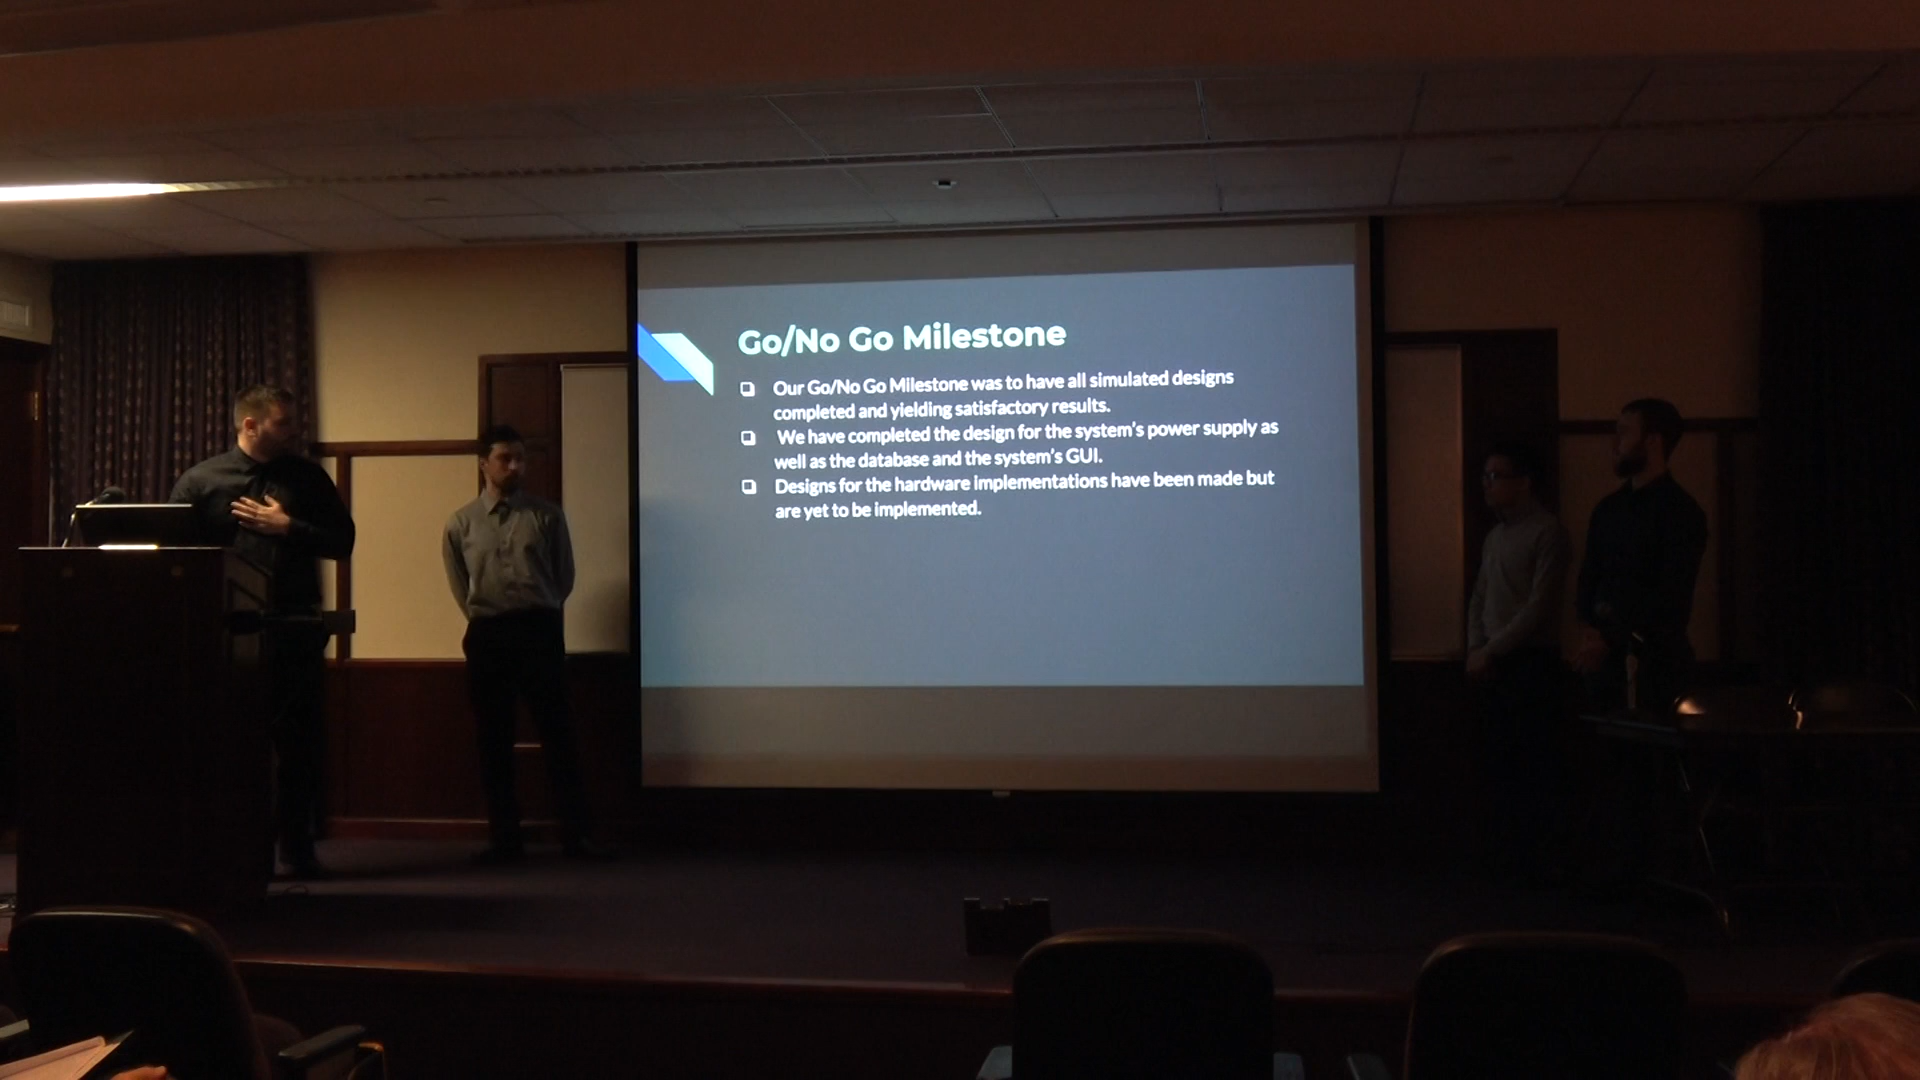 Go/No Go Milestone
Our Go/No Go Milestone was to have all simulated designs
completed and yielding satisfactory results.
We have completed the design for the system's power supply as
well as the database and the system's GUI.
Designs for the hardware implementations have been made but
are yet to be implemented.